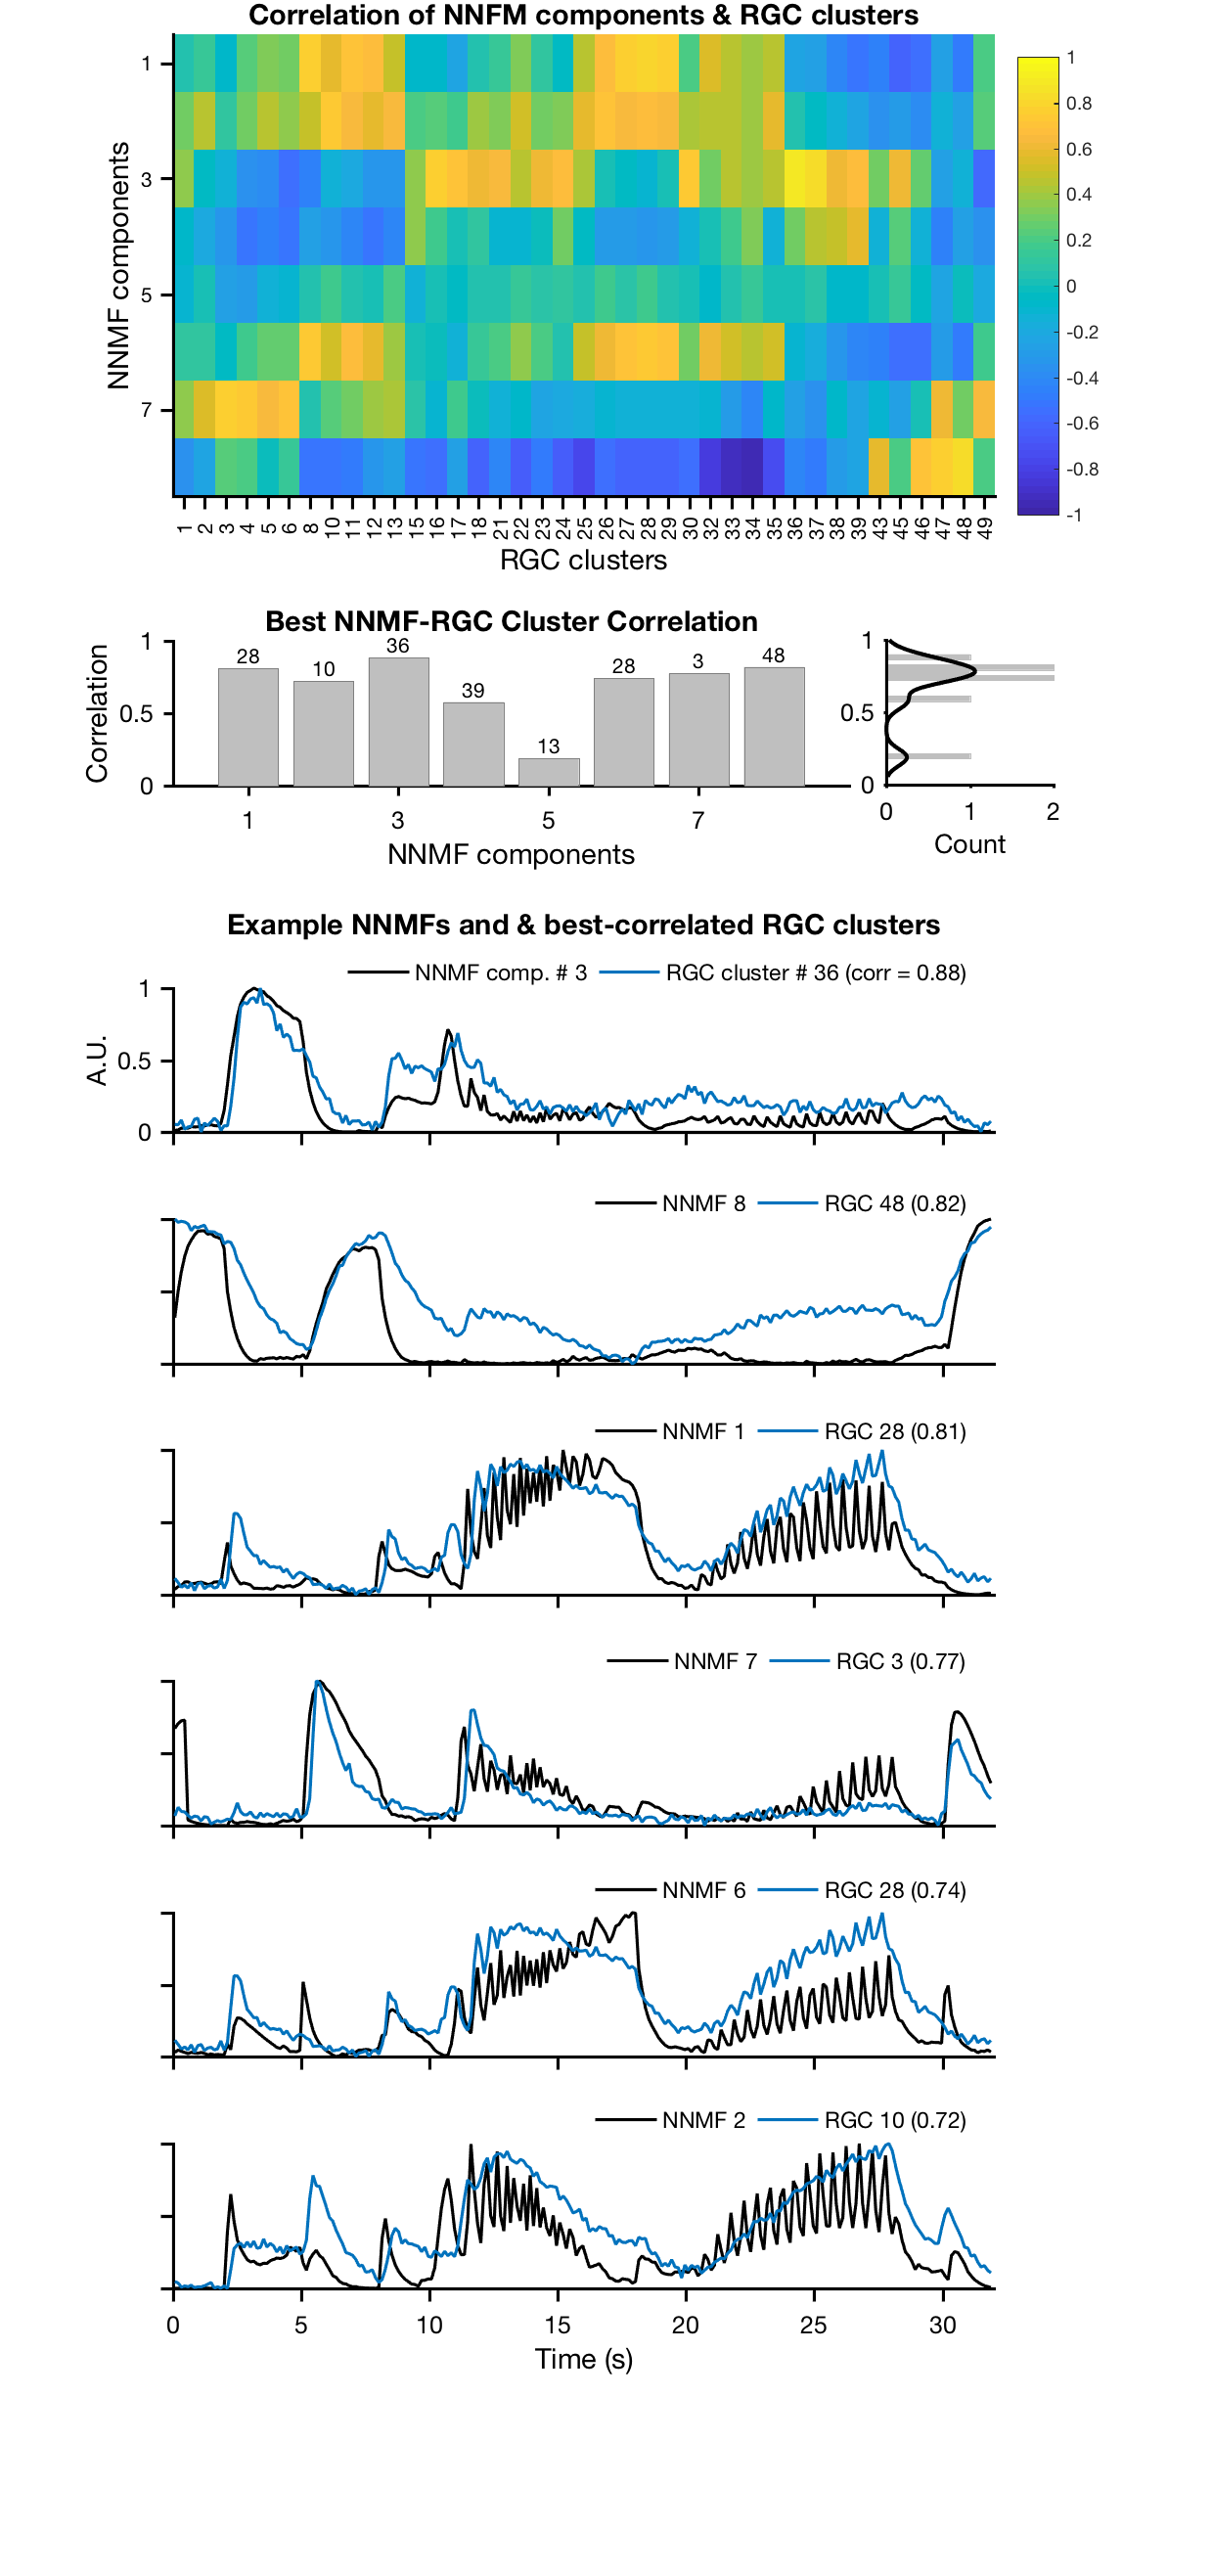 Correlation of NNFM components & RGC clusters
NNMF components
1
3
5
7
1
0.8
0.6
0.4
0.2
0
-0.2
-0.4
-0.6
-0.8
-1
1 2 3 4 5 6 8 10 11 12 13 15 16 17 18 21 22 23 24 25 26 27 28 29 30 32 33 34 35 36 37 38 39 43 45 46 47 48 49
RGC clusters
Best NNMF-RGC Cluster Correlation
Correlation
1
0.5
0
28 10 36 39 13 28 3 48
1 3 5 7
NNMF components
1
0.5
0
0 1 2
Count
Example NNMFs and & best-correlated RGC clusters
NNMF comp. # 3 RGC cluster # 36 (corr = 0.88)
A.U.
1
0.5
0
NNMF 8 RGC 48 (0.82)
NNMF 1 RGC 28 (0.81)
NNMF 7 RGC 3 (0.77)
NNMF 6 RGC 28 (0.74)
NNMF 2 RGC 10 (0.72)
0 5 10 15 20 25 30
Time (s)